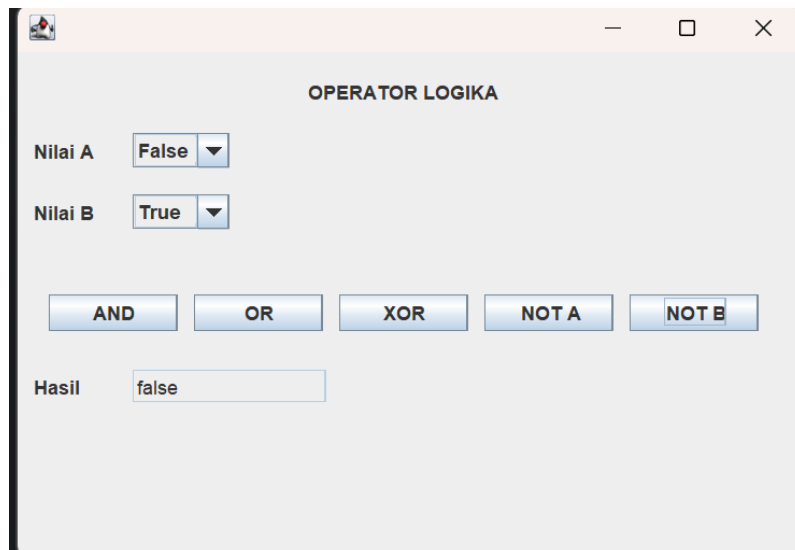 OPERATOR LOGIKA
Nilai A False
Nilai B True
AND OR XOR NOT A NOT B
Hasil false